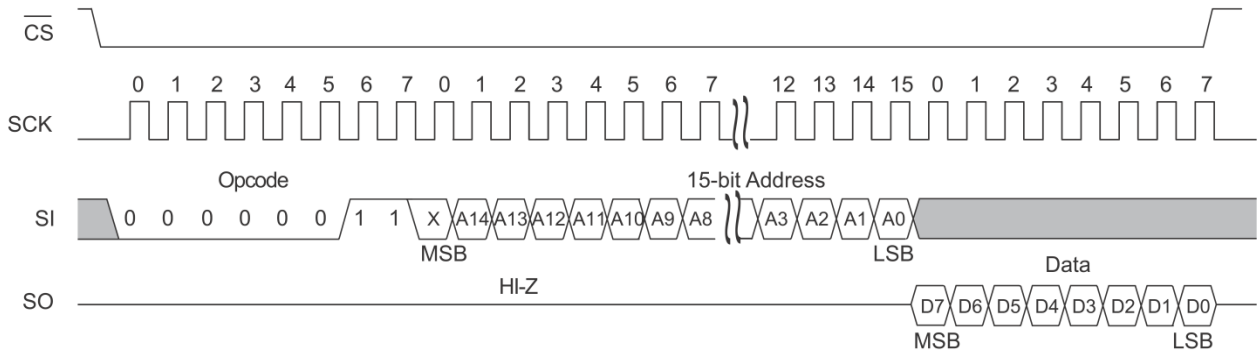 CS
0 1 2 3 4 5 6 7 0 1 2 3 4 5 6 7 12 13 14 15 0 1 2 3 4 5 6 7
SCK
Opcode 15-bit Address
SI 0 0 0 0 0 0 1 1 X A14 A13 A12 A11 A10 A9 A8 A3 A2 A1 A0
MSB LSB
HI-Z Data
SO D7 D6 D5 D4 D3 D2 D1 D0
MSB LSB